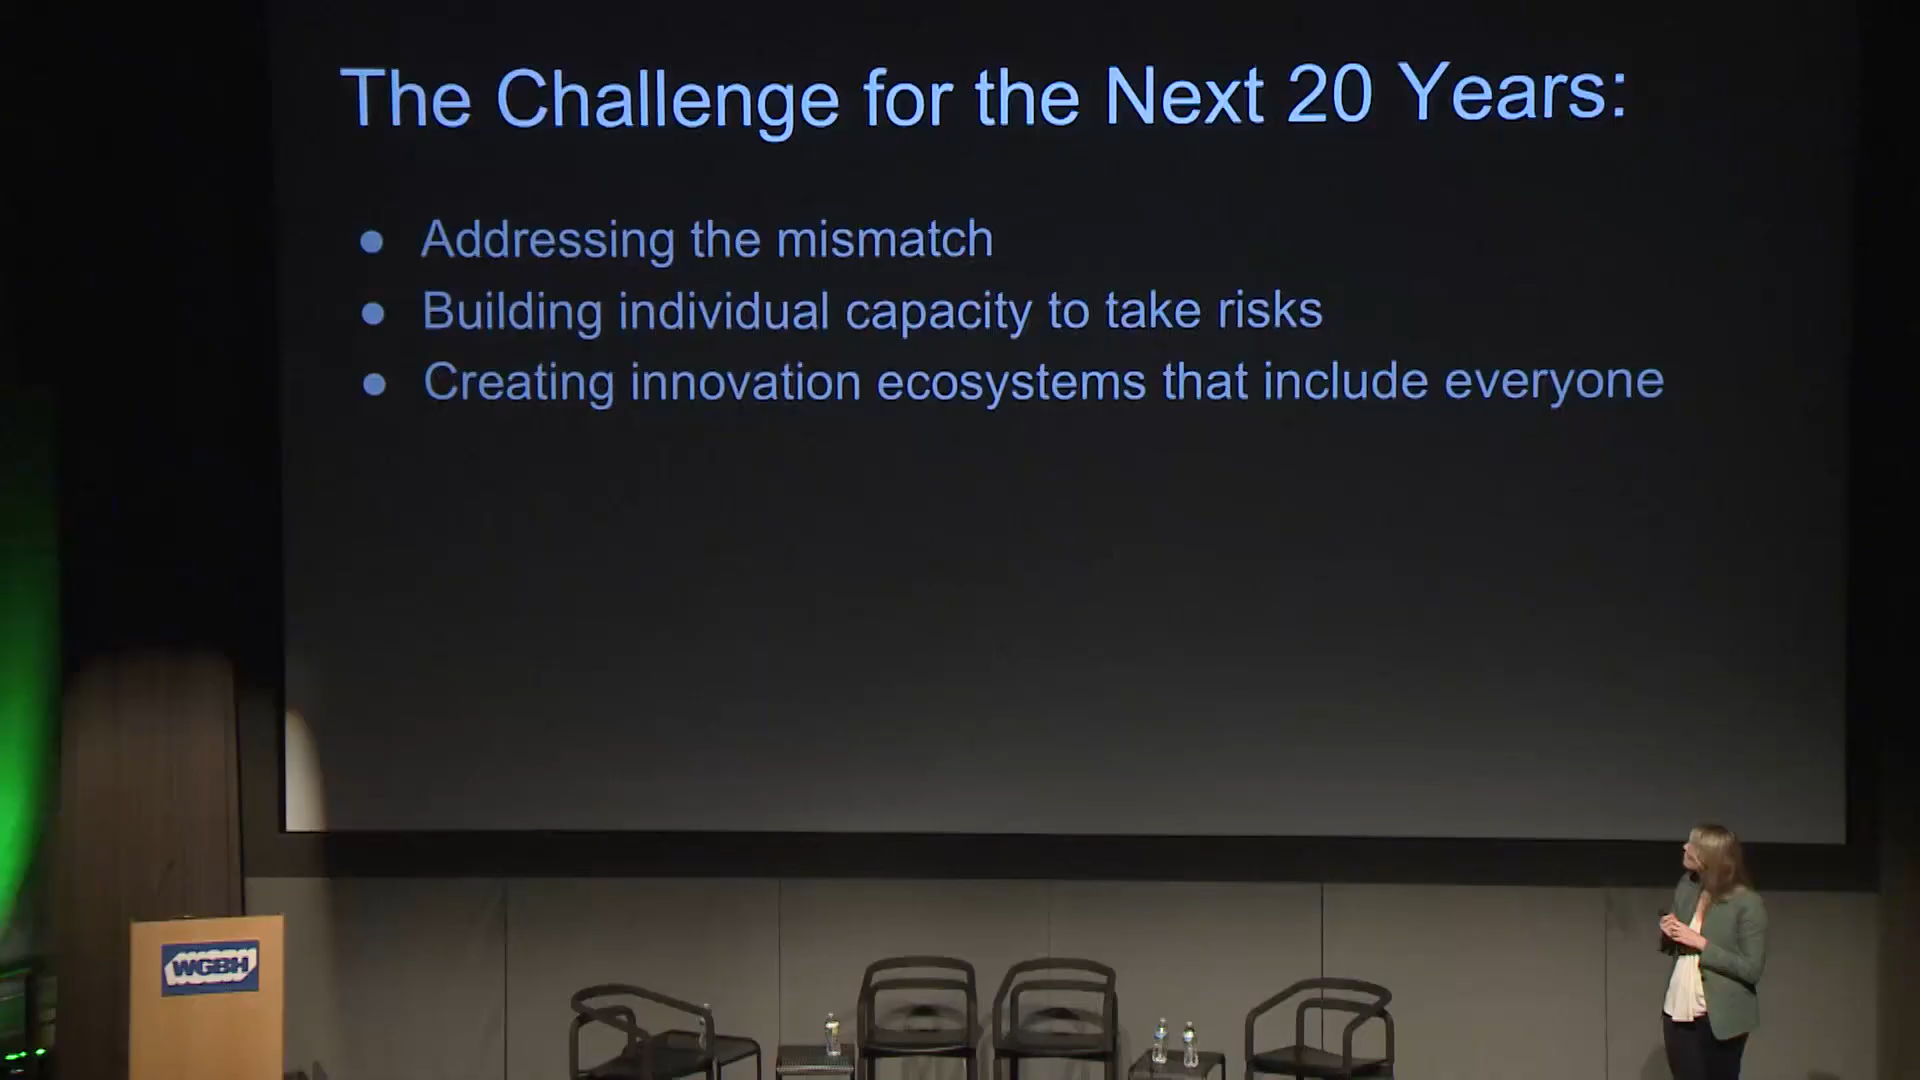 The Challenge for the Next 20 Years:
● Addressing the mismatch
● Building individual capacity to take risks
● Creating innovation ecosystems that include everyone
WGBH